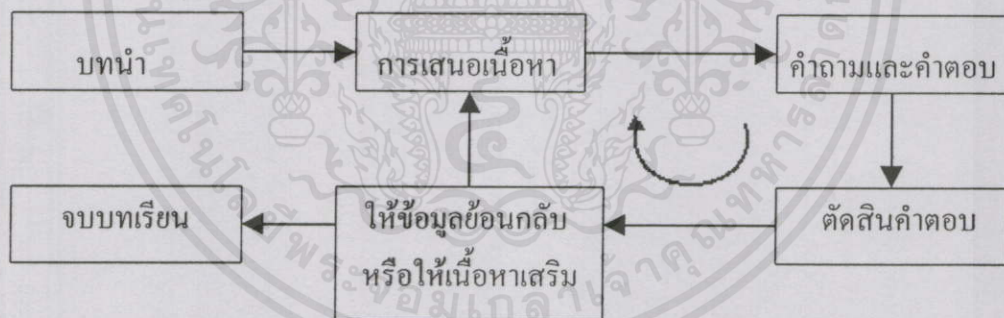 บทนำ
การเสนอเนื้อหา
คำถามและคำตอบ
จบบทเรียน
ให้ข้อมูลย้อนกลับ
หรือให้เนื้อหาเสริม
ตัดสินคำตอบ